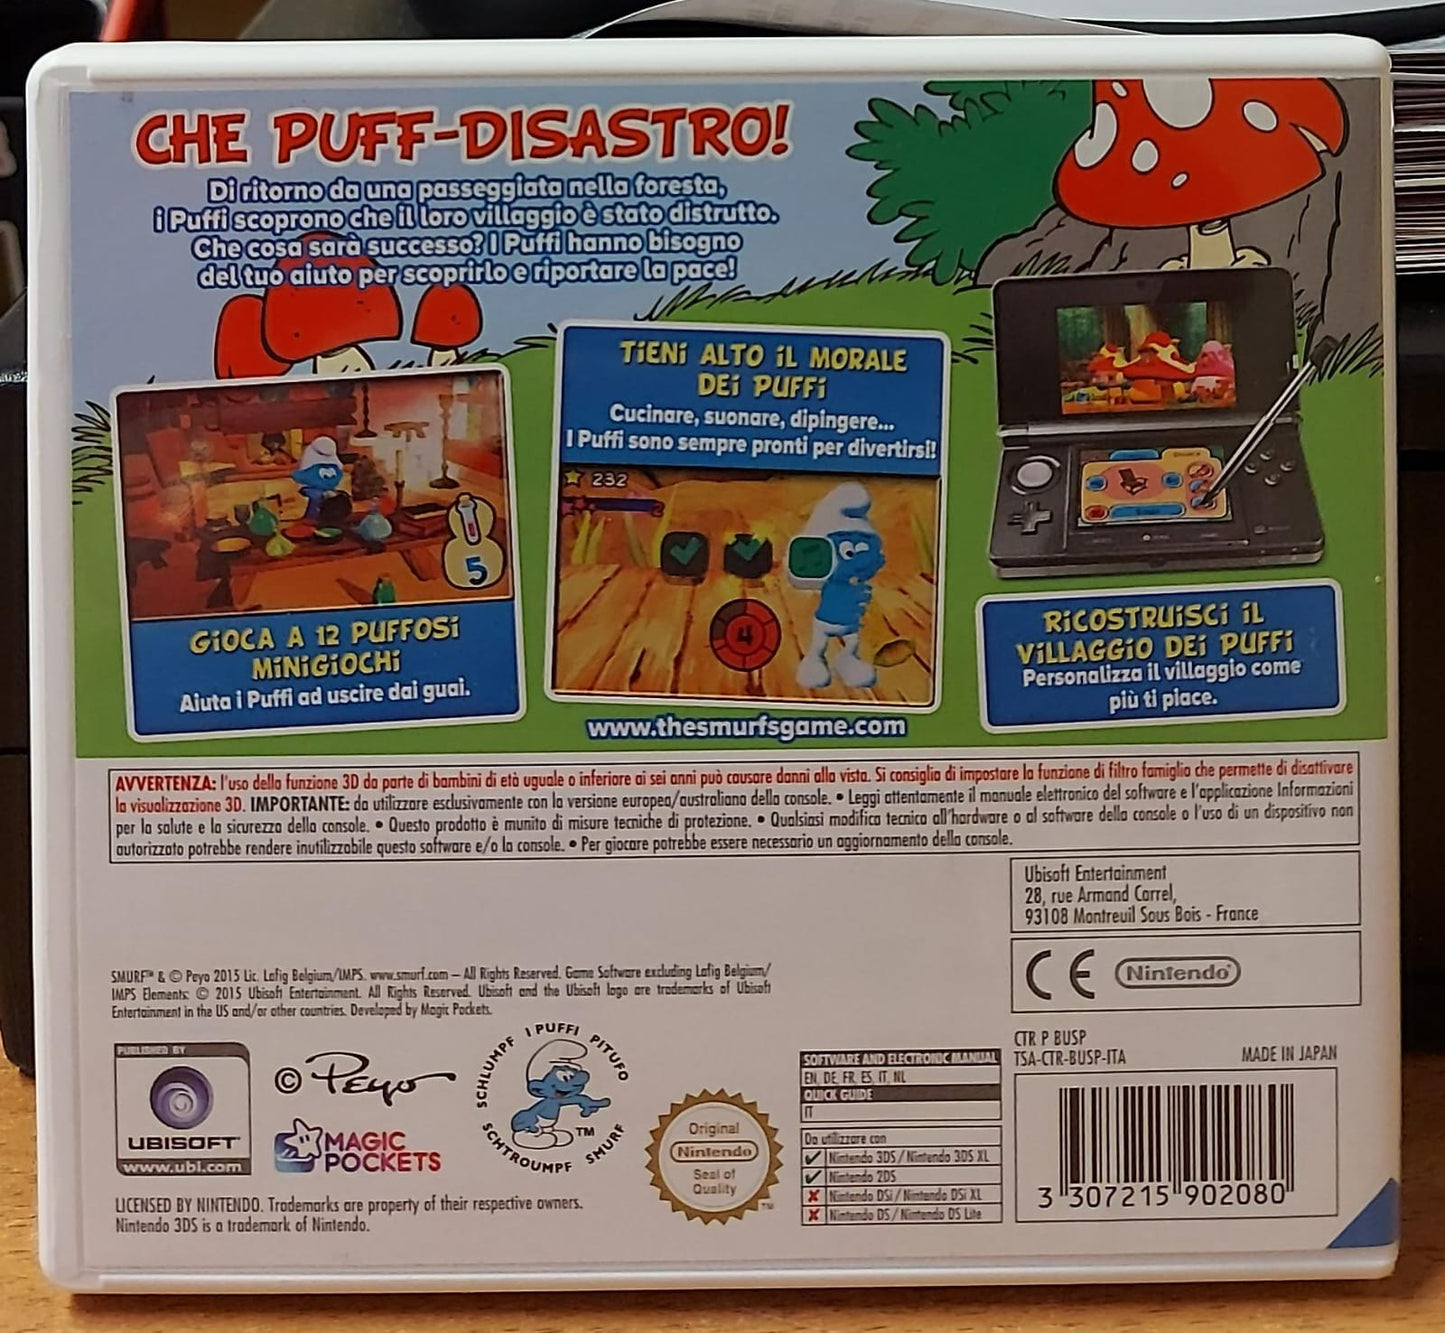 CHE PUFF-DISASTRO!
Di ritorno da una passeggiata nella foresta,
i Puffi scoprono che il loro villaggio è stato distrutto.
Che cosa sarà successo? I Puffi hanno bisogno
del tuo aiuto per scoprirlo e riportare la pace!
5
GIOCA A 12 PUFFOSI
MINIGIOCHI
Aiuta i Puffi ad uscire dai guai.
TIENI ALTO IL MORALE
DEI PUFFI
Cucinare, suonare, dipingere...
I Puffi sono sempre pronti per divertirsi!
232
2
4
www.thesmurfsgame.com
RICOSTRUISCI IL
VILLAGGIO DEI PUFFI
Personalizza il villaggio come
più ti piace.
AVVERTENZA: l'uso della funzione 3D da parte di bambini di età uguale o inferiore ai sei anni può causare danni alla vista. Si consiglia di impostare la funzione di filtro famiglia che permette di disattivare
la visualizzazione 3D. IMPORTANTE: da utilizzare esclusivamente con la versione europea/australiana della console. • Leggi attentamente il manuale elettronico del software e l'applicazione Informazioni
per la salute e la sicurezza della console. • Questo prodotto è munito di misure tecniche di protezione. • Qualsiasi modifica tecnica all'hardware o al software della console o l'uso di un dispositivo non
autorizzato potrebbe rendere inutilizzabile questo software e/o la console. • Per giocare potrebbe essere necessario un aggiornamento della console.
Ubisoft Entertainment
28, rue Armand Carrel,
93108 Montreuil Sous Bois - France
CE Nintendo®
SMURF™ & © Peyo 2015 Lic. Lafig Belgium/IMPS. www.smurf.com – All Rights Reserved. Game Software excluding Lafig Belgium/
IMPS Elements: © 2015 Ubisoft Entertainment. All Rights Reserved. Ubisoft and the Ubisoft logo are trademarks of Ubisoft
Entertainment in the US and/or other countries. Developed by Magic Pockets.
PUBLISHED BY
UBISOFT
www.ubi.com
© Peyo
MAGIC
POCKETS
SCHLUMPF I PUFFI PITUFO
SCHTROUMPF SMURF
TM
Original
Nintendo
Seal of
Quality
TM
SOFTWARE AND ELECTRONIC MANUAL
EN, DE, FR, ES, IT, NL
QUICK GUIDE
IT
Da utilizzare con
Nintendo 3DS / Nintendo 3DS XL
Nintendo 2DS
Nintendo DSi / Nintendo DSi XL
Nintendo DS / Nintendo DS Lite
CTR P BUSP
TSA-CTR-BUSP-ITA
MADE IN JAPAN
3 307215 902080
LICENSED BY NINTENDO. Trademarks are property of their respective owners.
Nintendo 3DS is a trademark of Nintendo.